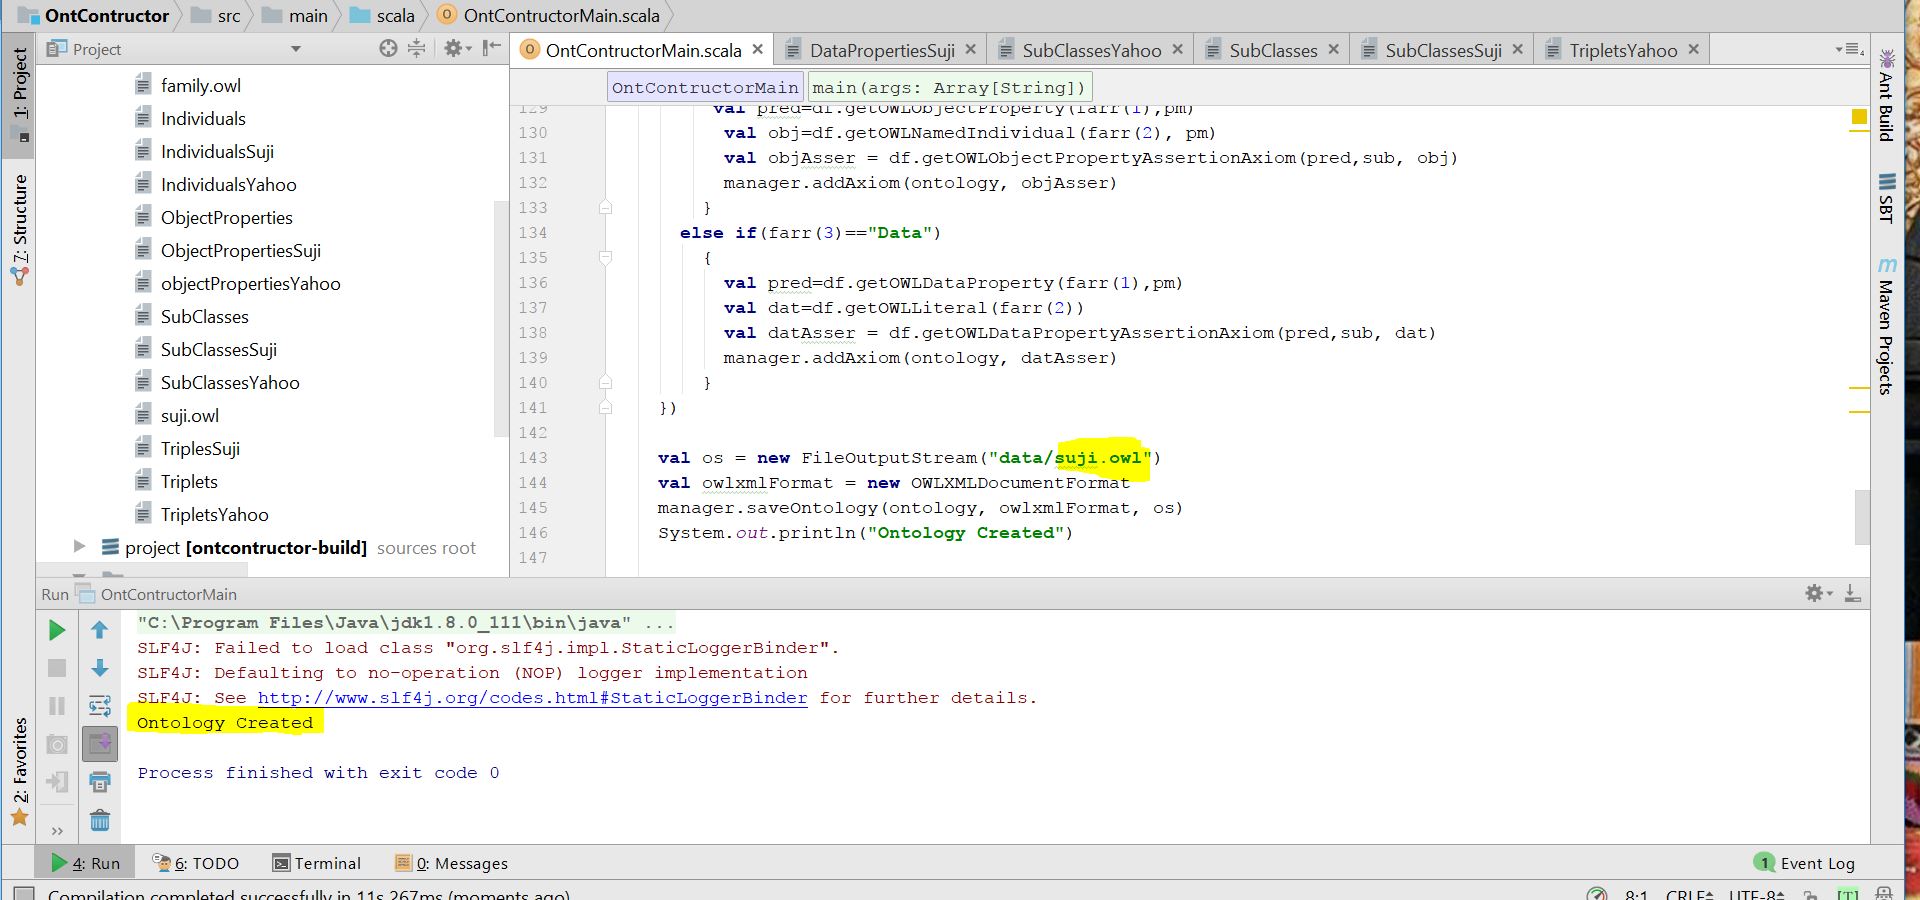 OntContructor src main scala OntContructorMain.scala
Project
OntContructorMain.scala DataPropertiesSuji SubClassesYahoo SubClasses SubClassesSuji TripletsYahoo
1: Project
7: Structure
2: Favorites
family.owl
Individuals
IndividualsSuji
IndividualsYahoo
ObjectProperties
ObjectPropertiesSuji
objectPropertiesYahoo
SubClasses
SubClassesSuji
SubClassesYahoo
suji.owl
TriplesSuji
Triplets
TripletsYahoo
project [ontcontructor-build] sources root
OntContructorMain main(args: Array[String])
129 val pred=df.getOWLObjectProperty(farr(1),pm)
130 val obj=df.getOWLNamedIndividual(farr(2), pm)
131 val objAsser = df.getOWLObjectPropertyAssertionAxiom(pred,sub, obj)
132 manager.addAxiom(ontology, objAsser)
133 }
134 else if(farr(3)=="Data")
135 {
136 val pred=df.getOWLDataProperty(farr(1),pm)
137 val dat=df.getOWLLiteral(farr(2))
138 val datAsser = df.getOWLDataPropertyAssertionAxiom(pred,sub, dat)
139 manager.addAxiom(ontology, datAsser)
140 }
141 })
142
143 val os = new FileOutputStream("data/suji.owl")
144 val owlxmlFormat = new OWLXMLDocumentFormat
145 manager.saveOntology(ontology, owlxmlFormat, os)
146 System.out.println("Ontology Created")
147
Ant Build
SBT
m Maven Projects
Run OntContructorMain
"C:\Program Files\Java\jdk1.8.0_111\bin\java" ...
SLF4J: Failed to load class "org.slf4j.impl.StaticLoggerBinder".
SLF4J: Defaulting to no-operation (NOP) logger implementation
SLF4J: See http://www.slf4j.org/codes.html#StaticLoggerBinder for further details.
Ontology Created
Process finished with exit code 0
4: Run 6: TODO Terminal 0: Messages 1 Event Log
Compilation completed successfully in 11s 267ms (moments ago) 8:1 CRLF UTF-8 [T]